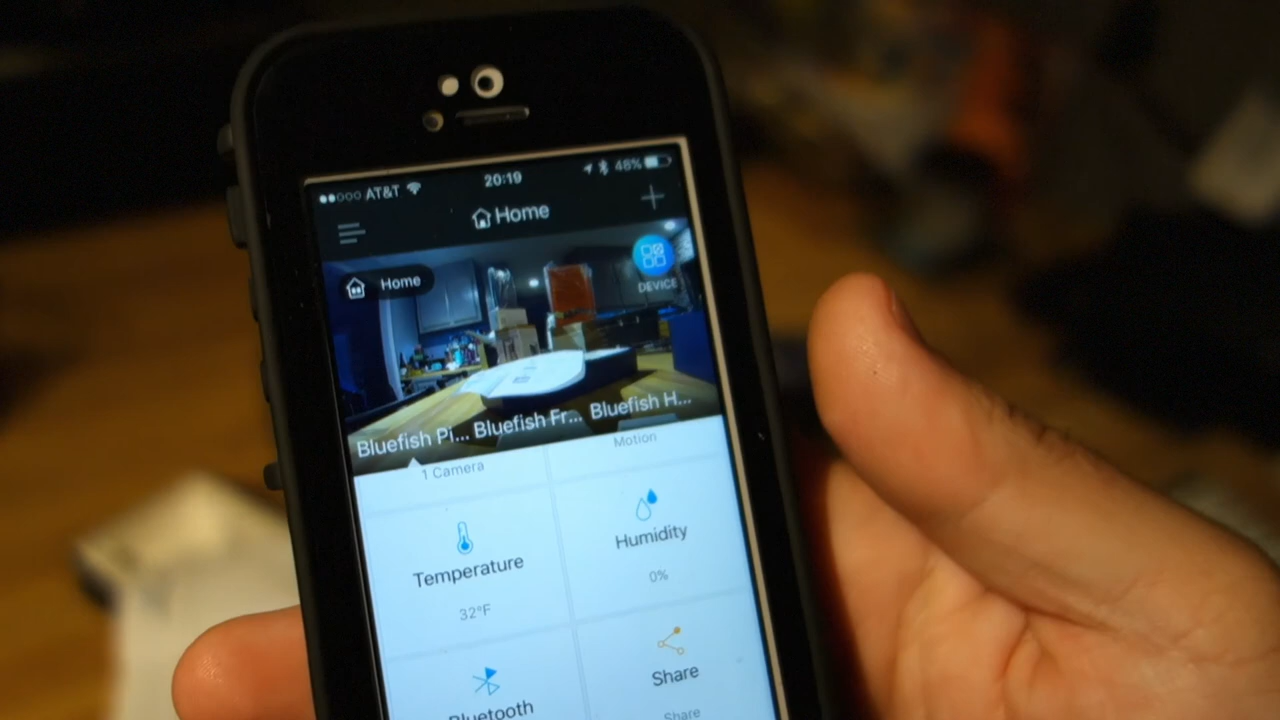 AT&T 20:19 48%
Home
Home
DEVICE
Bluefish Pi... Bluefish Fr... Bluefish H...
1 Camera Motion
Temperature Humidity
32°F 0%
Bluetooth Share
Share